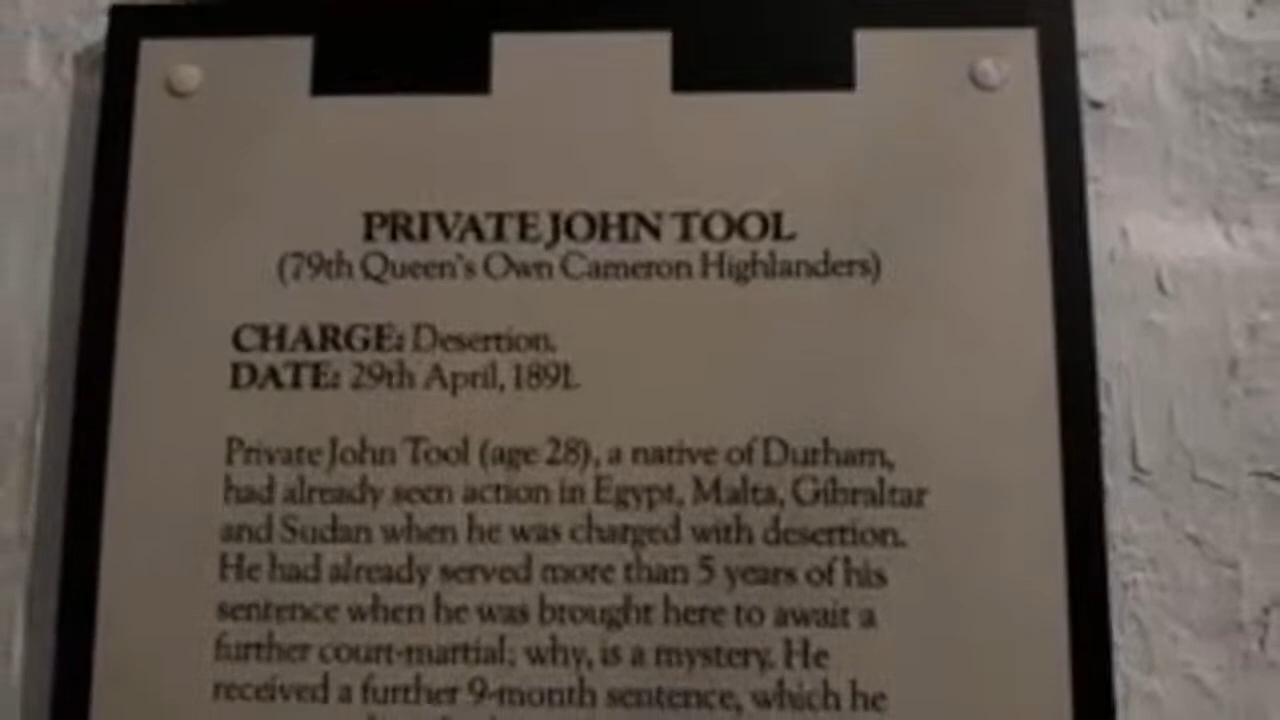 PRIVATE JOHN TOOL
(79th Queen's Own Cameron Highlanders)
CHARGE: Desertion.
DATE: 29th April, 1891.
Private John Tool (age 28), a native of Durham,
had already seen action in Egypt, Malta, Gibraltar
and Sudan when he was charged with desertion.
He had already served more than 5 years of his
sentence when he was brought here to await a
further court-martial; why, is a mystery. He
received a further 9-month sentence, which he